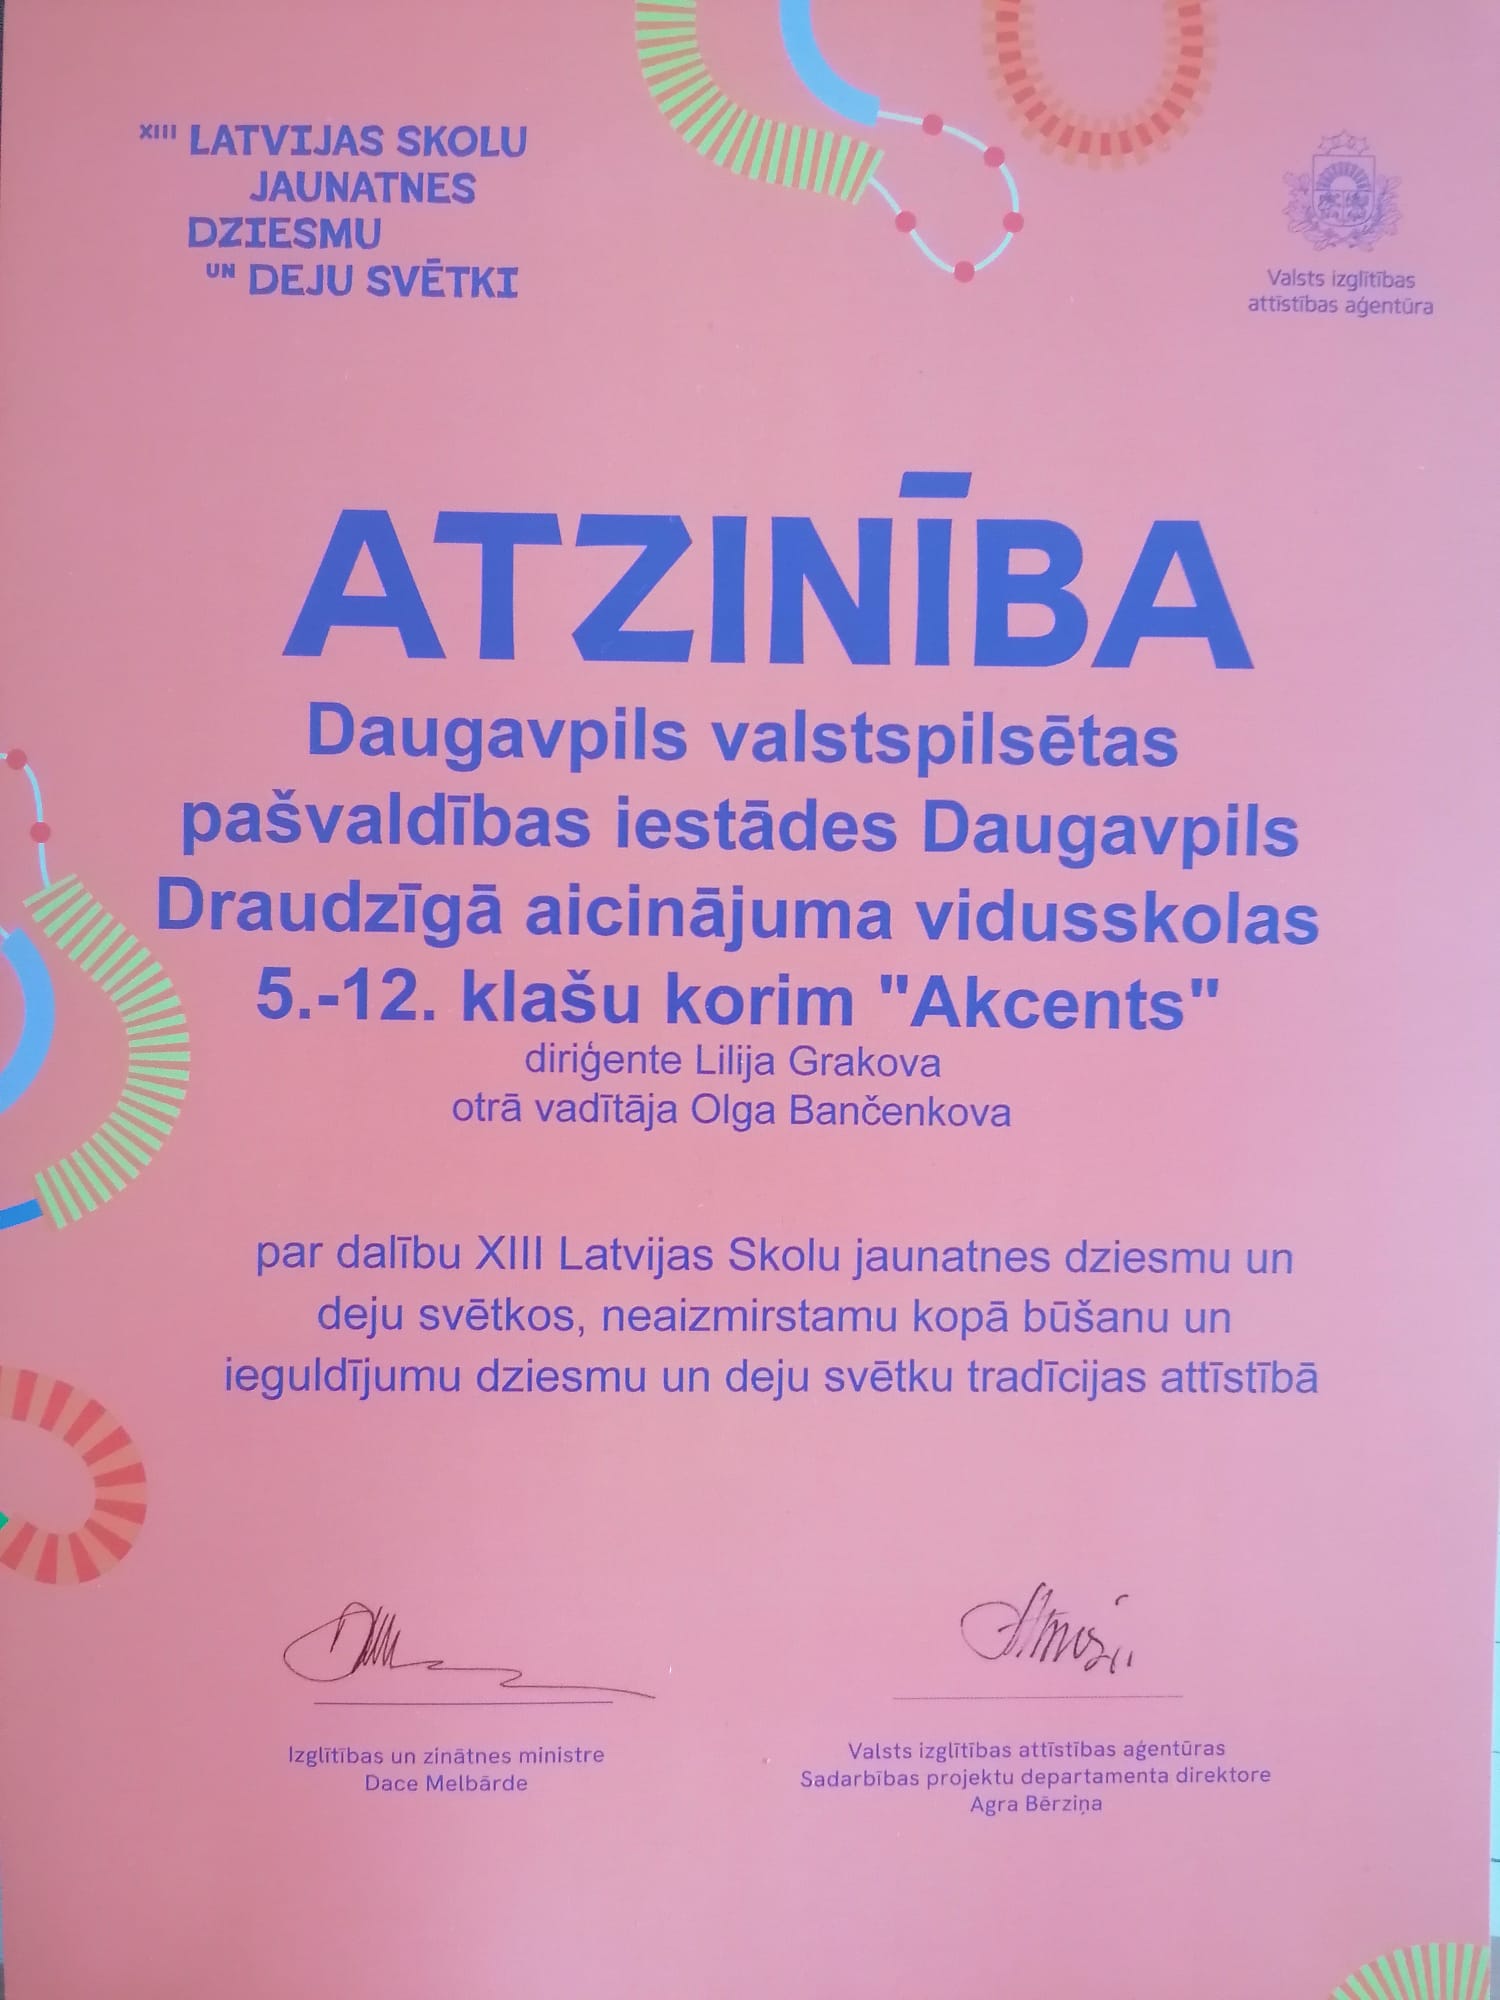 XIII LATVIJAS SKOLU
JAUNATNES
DZIESMU
UN DEJU SVĒTKI
Valsts izglītības
attīstības aģentūra
ATZINĪBA
Daugavpils valstspilsētas
pašvaldības iestādes Daugavpils
Draudzīgā aicinājuma vidusskolas
5.-12. klašu korim "Akcents"
diriģente Lilija Grakova
otrā vadītāja Olga Bančenkova
par dalību XIII Latvijas Skolu jaunatnes dziesmu un
deju svētkos, neaizmirstamu kopā būšanu un
ieguldījumu dziesmu un deju svētku tradīcijas attīstībā
Izglītības un zinātnes ministre
Dace Melbārde
Valsts izglītības attīstības aģentūras
Sadarbības projektu departamenta direktore
Agra Bērziņa